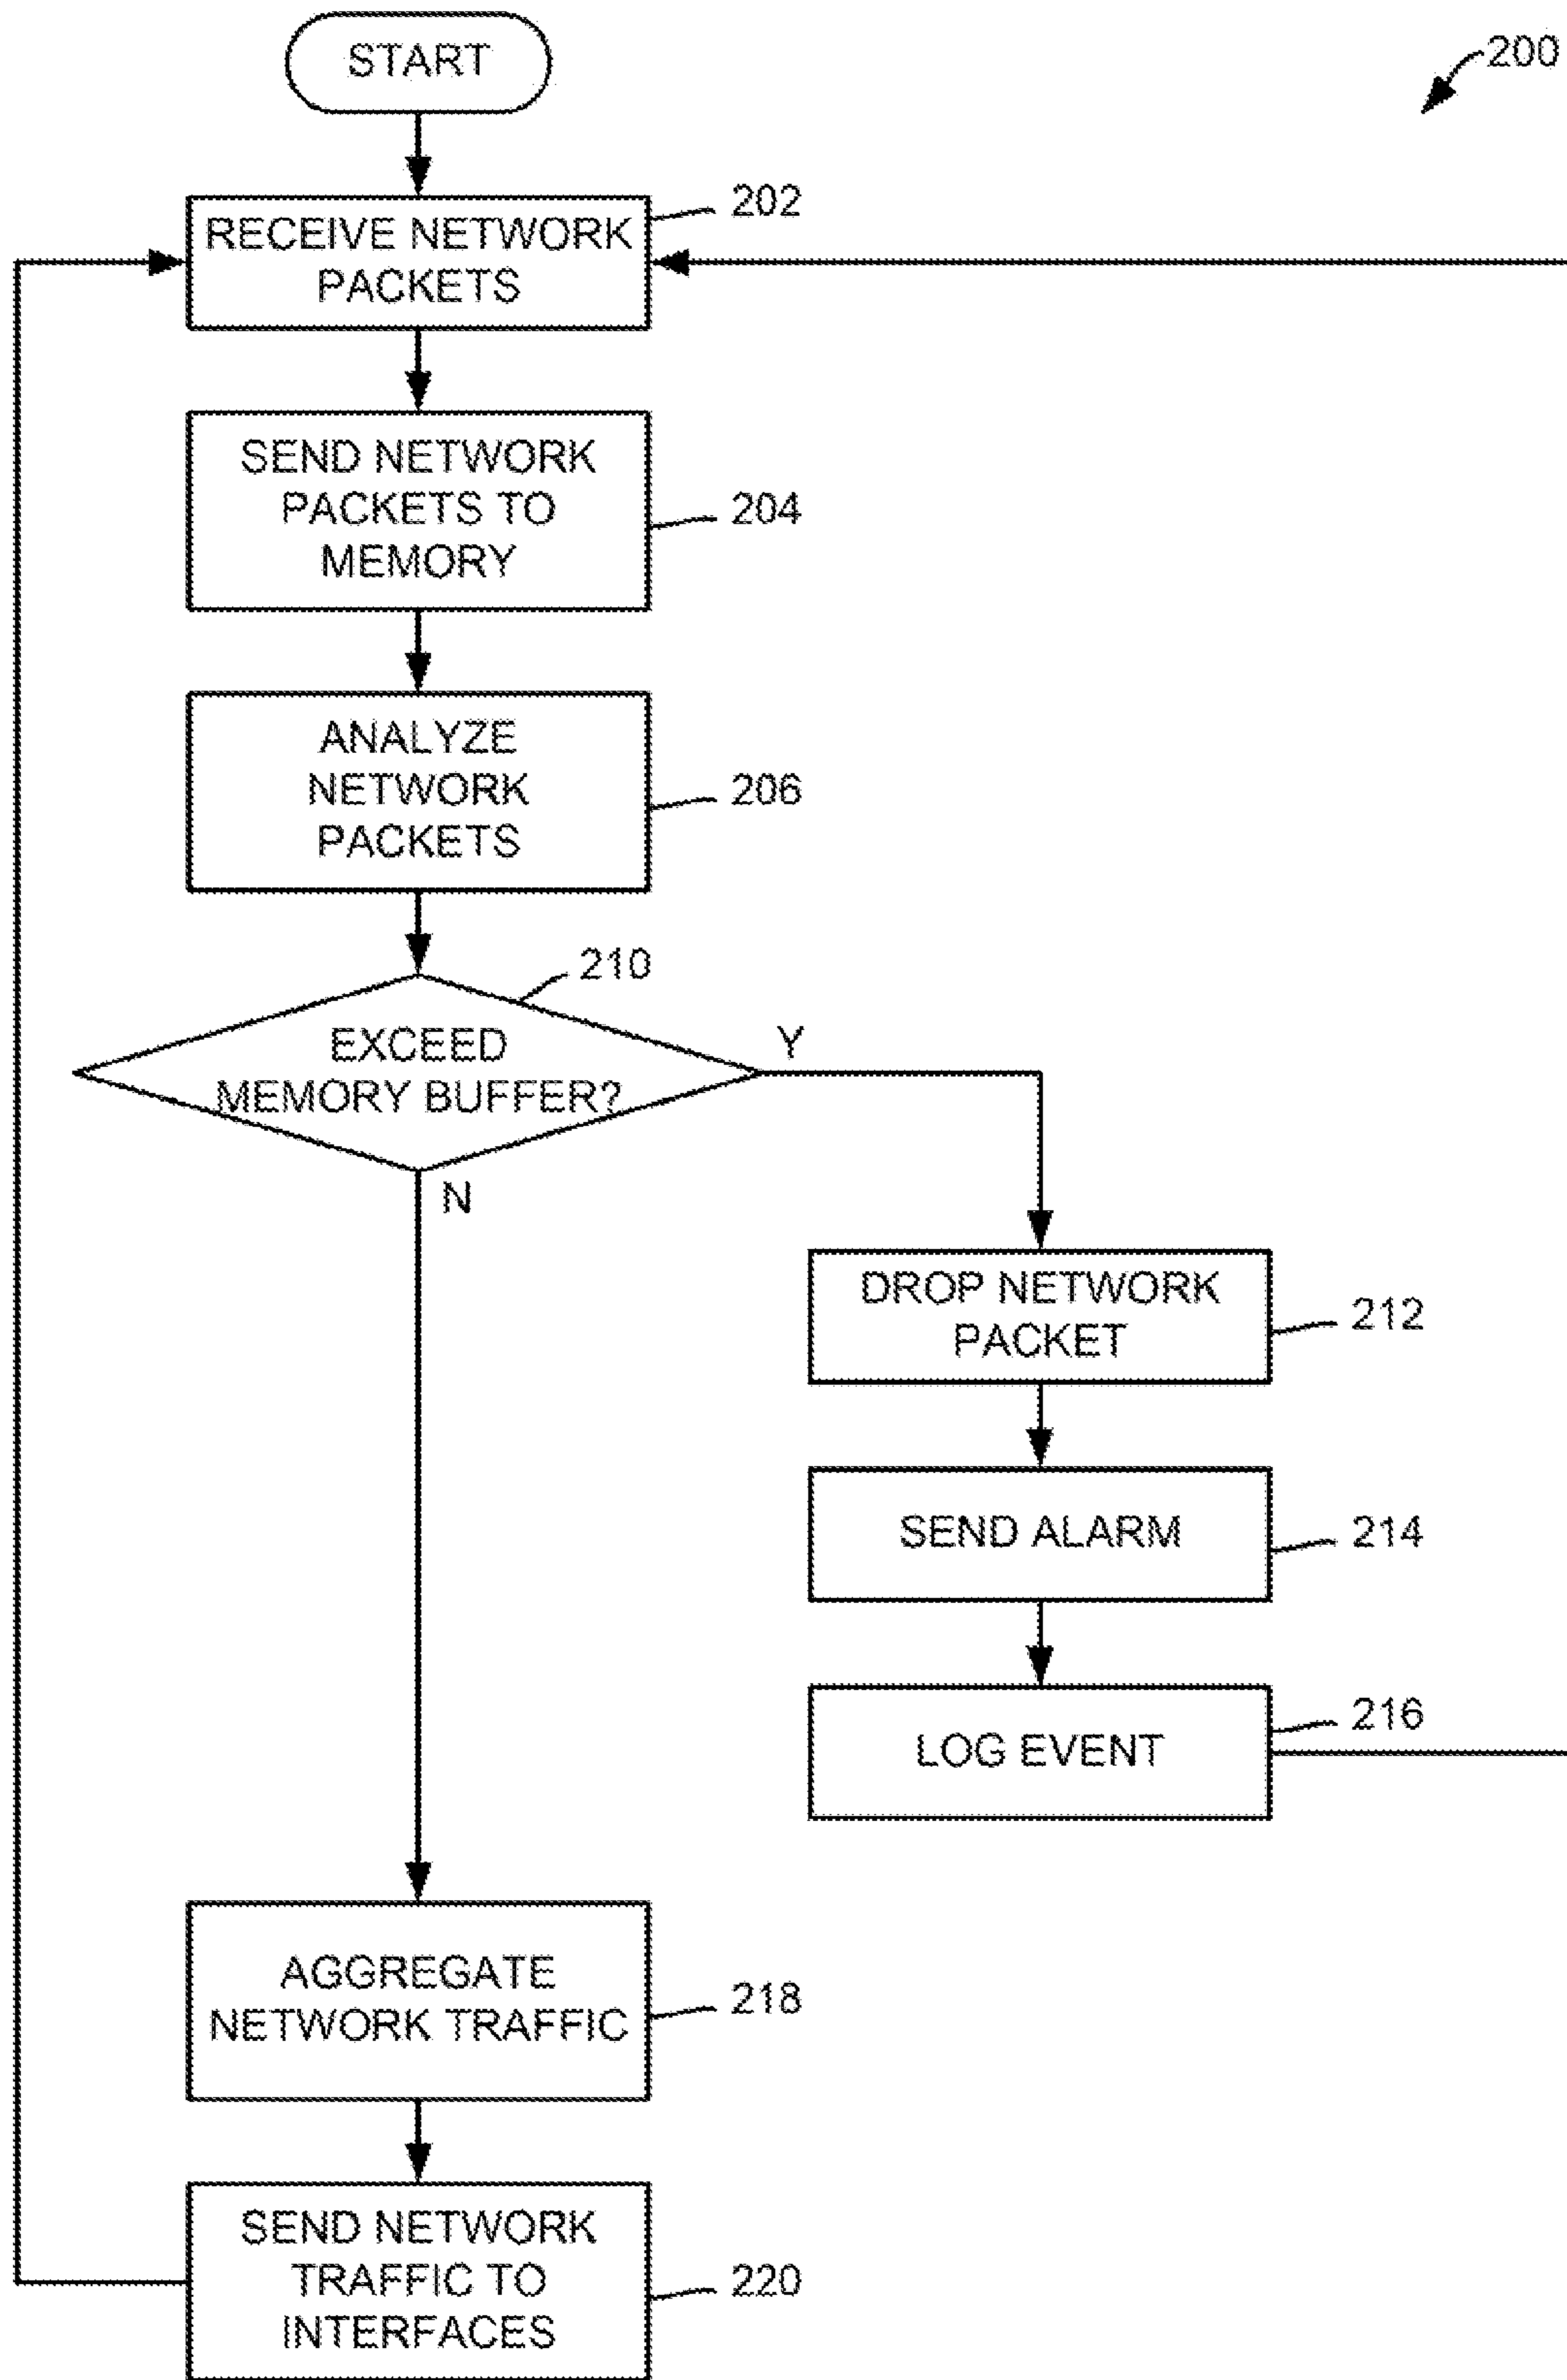 START
200
RECEIVE NETWORK
PACKETS
202
SEND NETWORK
PACKETS TO
MEMORY
204
ANALYZE
NETWORK
PACKETS
206
210
EXCEED
MEMORY BUFFER?
Y
N
DROP NETWORK
PACKET
212
SEND ALARM
214
LOG EVENT
216
AGGREGATE
NETWORK TRAFFIC
218
SEND NETWORK
TRAFFIC TO
INTERFACES
220